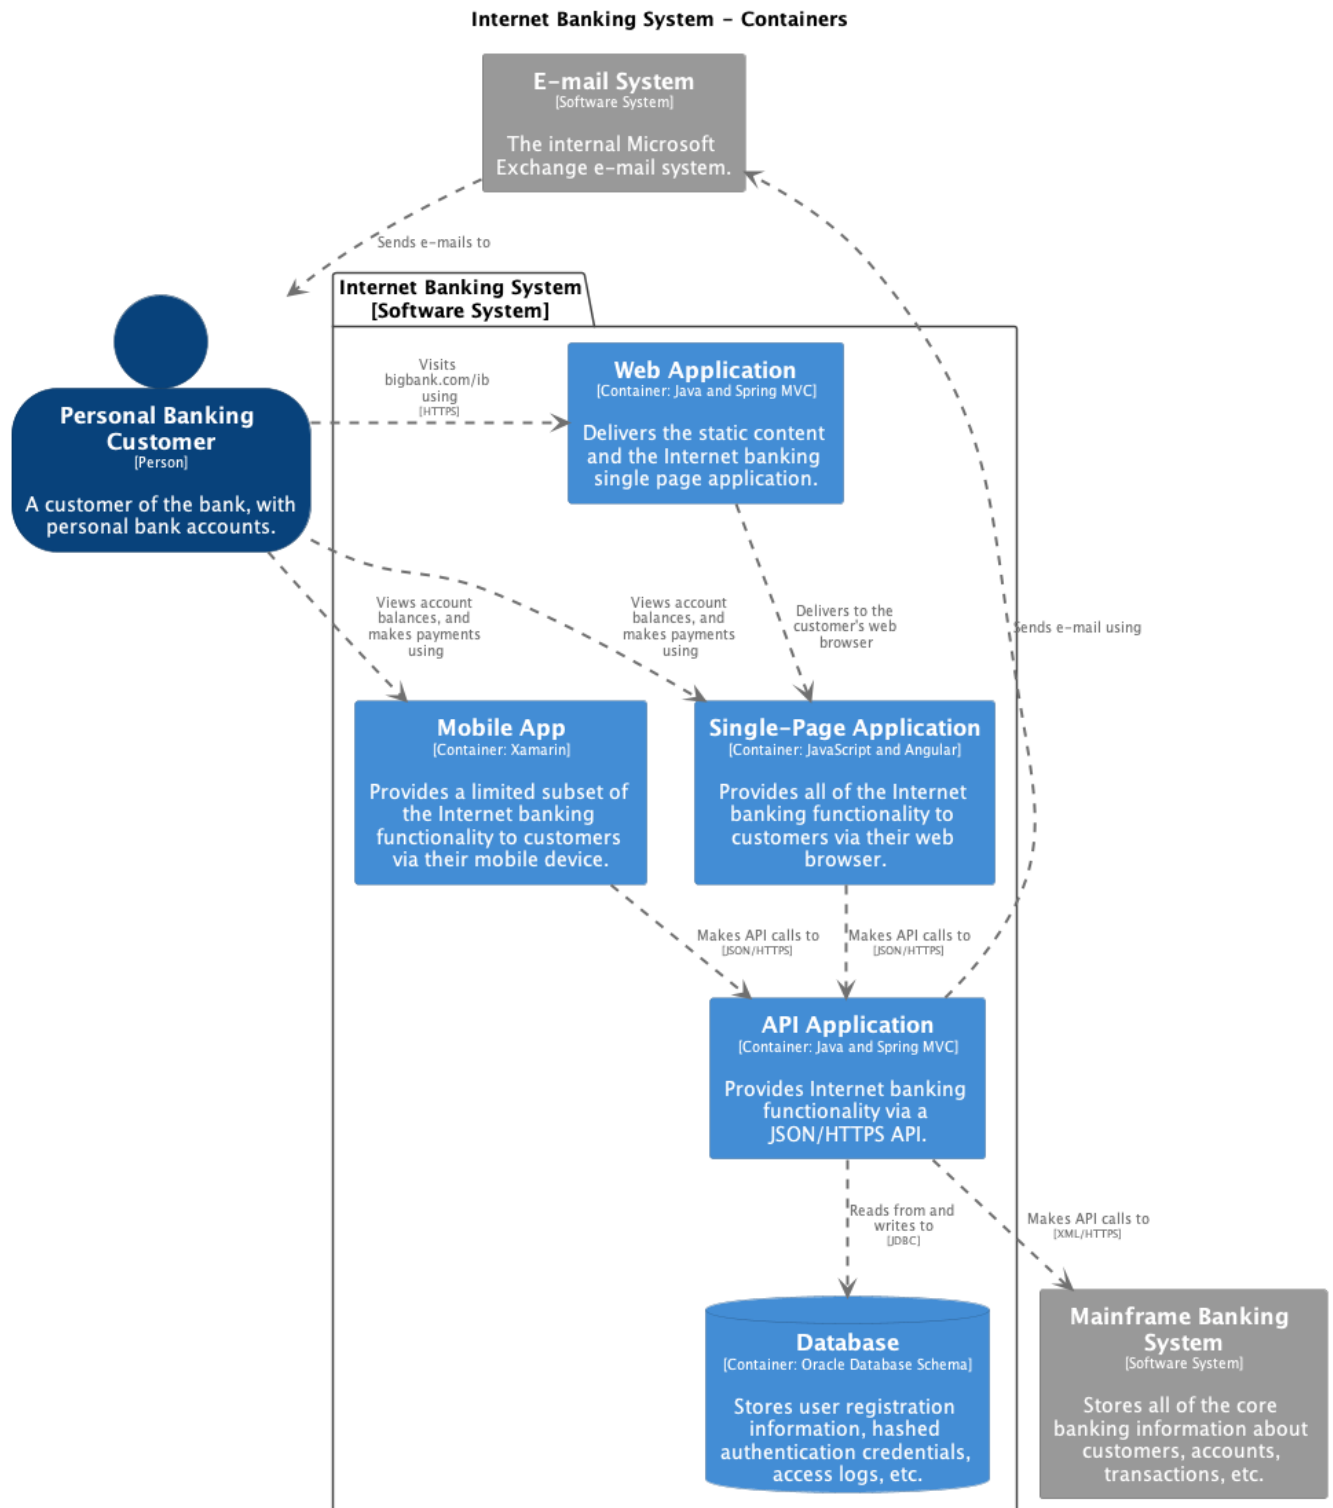 Internet Banking System – Containers
E-mail System
[Software System]
The internal Microsoft
Exchange e-mail system.
Sends e-mails to
Internet Banking System
[Software System]
Personal Banking
Customer
[Person]
A customer of the bank, with
personal bank accounts.
Visits
bigbank.com/ib
using
[HTTPS]
Web Application
[Container: Java and Spring MVC]
Delivers the static content
and the Internet banking
single page application.
Views account
balances, and
makes payments
using
Views account
balances, and
makes payments
using
Delivers to the
customer's web
browser
Sends e-mail using
Mobile App
[Container: Xamarin]
Provides a limited subset of
the Internet banking
functionality to customers
via their mobile device.
Single-Page Application
[Container: JavaScript and Angular]
Provides all of the Internet
banking functionality to
customers via their web
browser.
Makes API calls to
[JSON/HTTPS]
Makes API calls to
[JSON/HTTPS]
API Application
[Container: Java and Spring MVC]
Provides Internet banking
functionality via a
JSON/HTTPS API.
Reads from and
writes to
[JDBC]
Makes API calls to
[XML/HTTPS]
Database
[Container: Oracle Database Schema]
Stores user registration
information, hashed
authentication credentials,
access logs, etc.
Mainframe Banking
System
[Software System]
Stores all of the core
banking information about
customers, accounts,
transactions, etc.